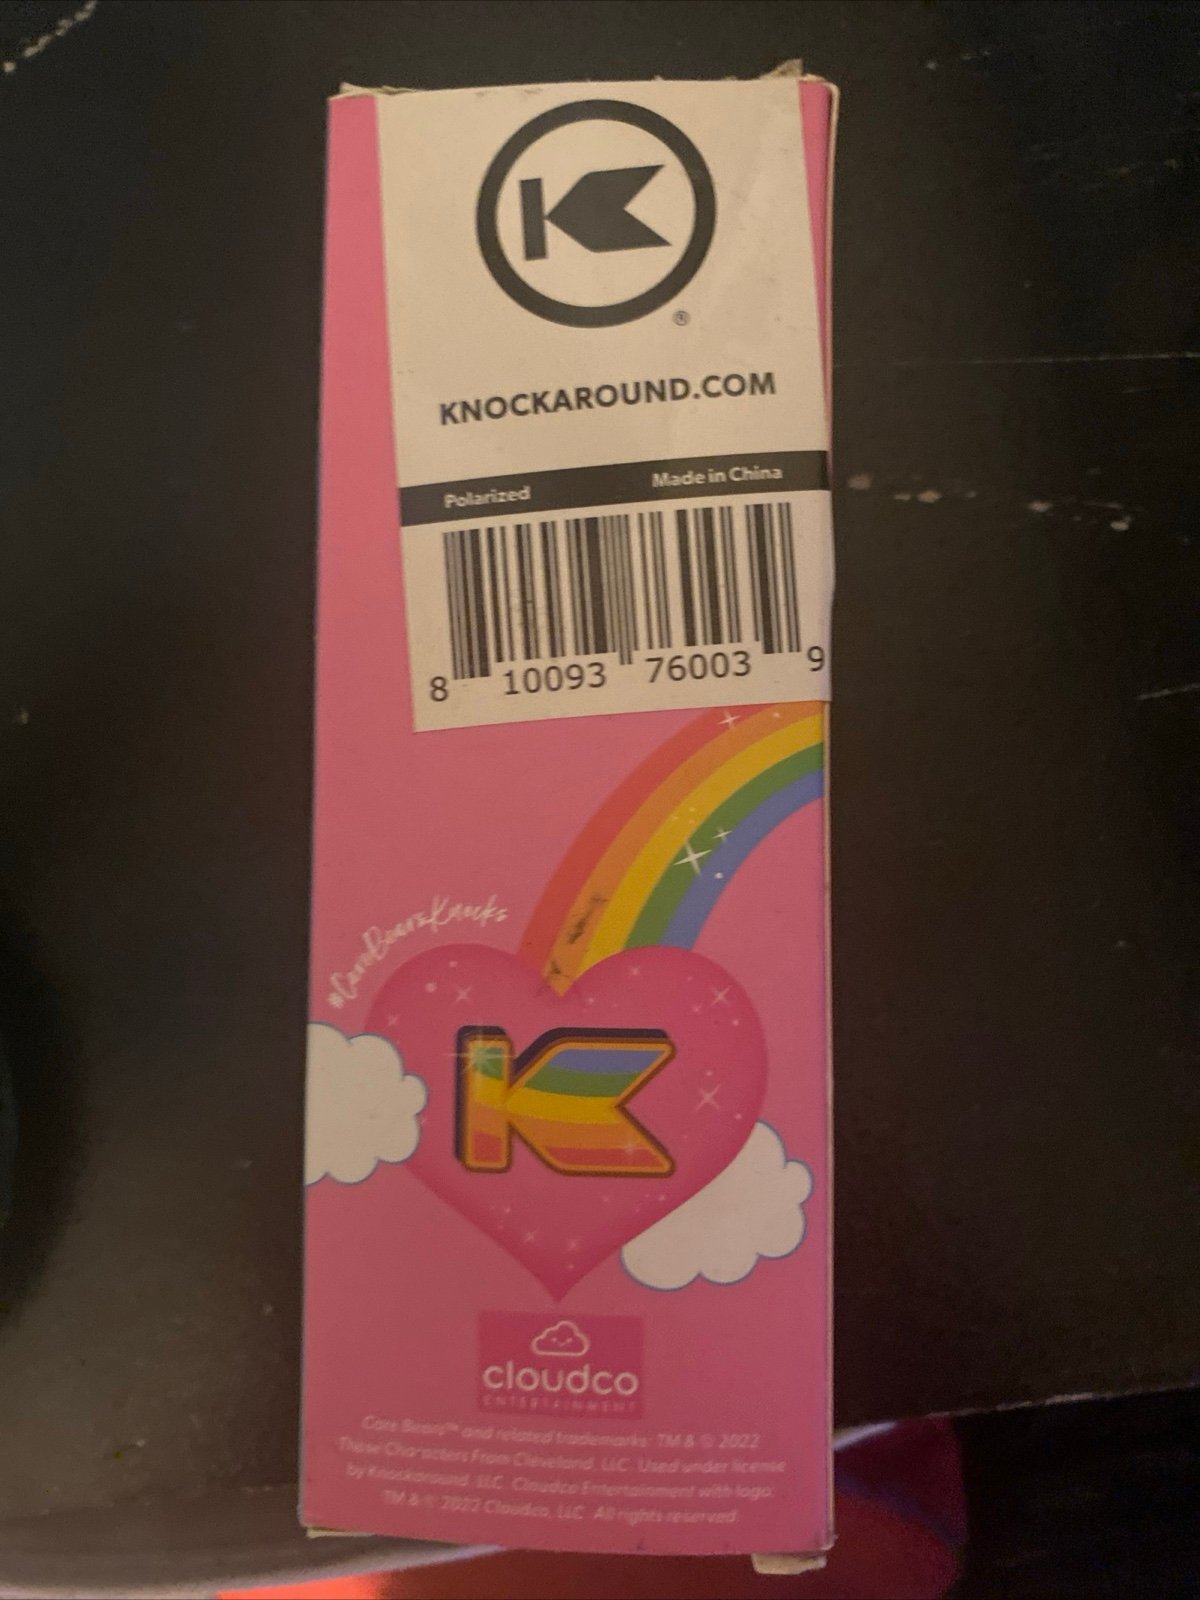 K
®
KNOCKAROUND.COM
Polarized Made in China
8 10093 76003 9
#CareBearsKnocks
K
cloudco
ENTERTAINMENT
Care Bears™ and related trademarks: TM & © 2022
Those Characters From Cleveland, LLC. Used under license
by Knockaround, LLC. Cloudco Entertainment with logo:
TM & © 2022 Cloudco, LLC. All rights reserved.